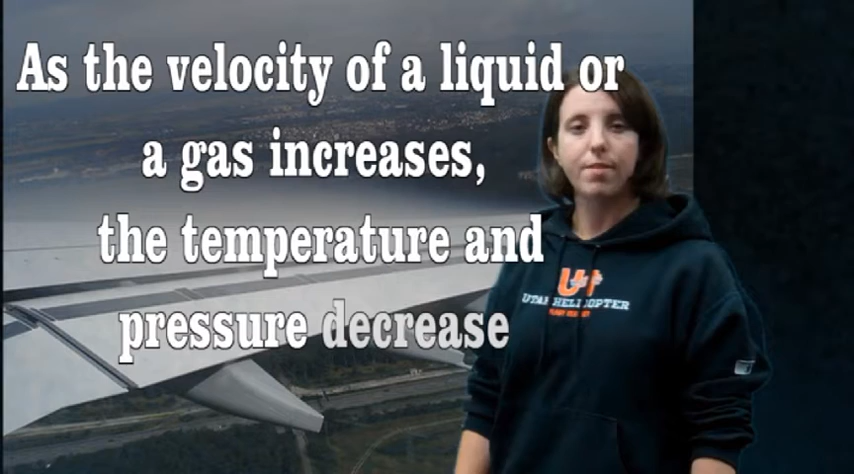 As the velocity of a liquid or
a gas increases,
the temperature and
pressure decrease
UTAH HELICOPTER